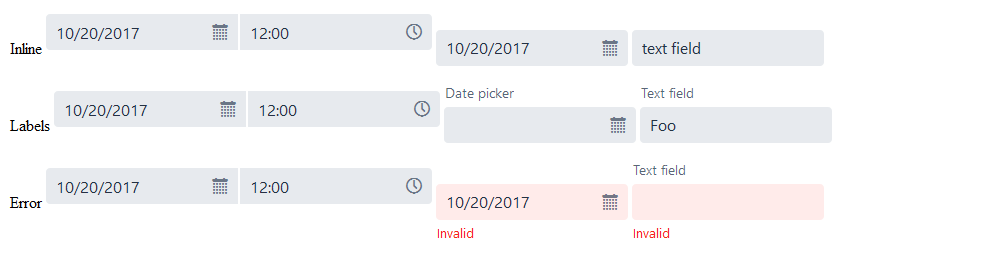 Inline 10/20/2017 12:00 10/20/2017 text field
Date picker Text field
Labels 10/20/2017 12:00 Foo
Text field
Error 10/20/2017 12:00 10/20/2017
Invalid Invalid